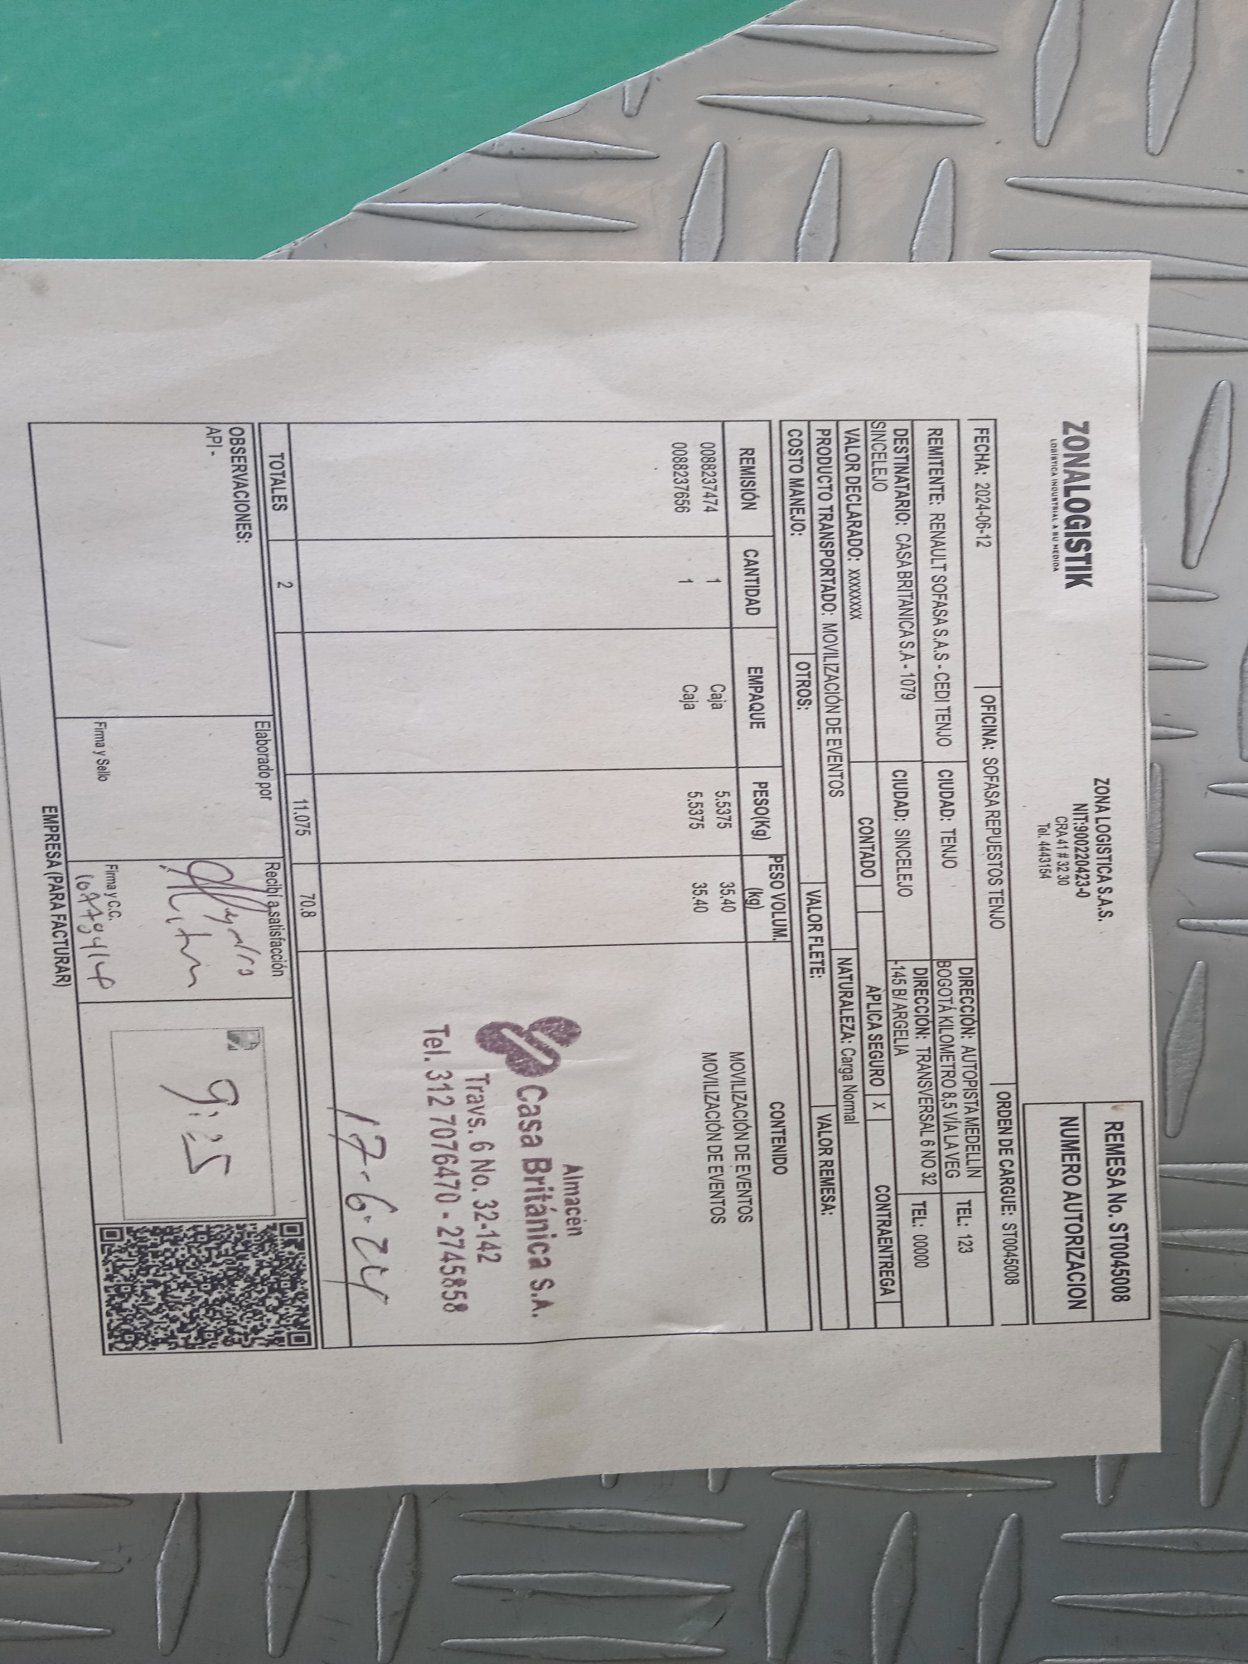 ZONALOGISTIK
LOGÍSTICA INDUSTRIAL A SU MEDIDA
ZONA LOGISTICA S.A.S.
NIT:900220423-0
CRA 41 # 32 30
Tel. 4443154
REMESA No. ST0045008
NUMERO AUTORIZACION
FECHA: 2024-06-12
OFICINA: SOFASA REPUESTOS TENJO
ORDEN DE CARGUE: ST0045008
REMITENTE: RENAULT SOFASA S.A.S - CEDI TENJO
CIUDAD: TENJO
DIRECCIÓN: AUTOPISTA MEDELLÍN
BOGOTÁ KILOMETRO 8,5 VÍA LA VEG
TEL: 123
DESTINATARIO: CASA BRITANICA S.A - 1079
SINCELEJO
CIUDAD: SINCELEJO
DIRECCIÓN: TRANSVERSAL 6 NO 32
-145 B/ ARGELIA
TEL: 00000
VALOR DECLARADO: xxxxxxxx
CONTADO
APLICA SEGURO X
CONTRAENTREGA
PRODUCTO TRANSPORTADO: MOVILIZACIÓN DE EVENTOS
NATURALEZA: Carga Normal
COSTO MANEJO:
OTROS:
VALOR FLETE:
VALOR REMESA:
REMISIÓN CANTIDAD EMPAQUE PESO(Kg) PESO VOLUM. (kg) CONTENIDO
0088237474 1 Caja 5.5375 35.40 MOVILIZACIÓN DE EVENTOS
0088237656 1 Caja 5.5375 35.40 MOVILIZACIÓN DE EVENTOS
Almacén
Casa Británica S.A.
Travs. 6 No. 32-142
Tel. 312 7076470 - 2745858
17-6-24
TOTALES 2 11.075 70.8
OBSERVACIONES:
API -
Elaborado por
Recibí a satisfacción
9:25
Firma y Sello
Firma y C.C.
EMPRESA (PARA FACTURAR)